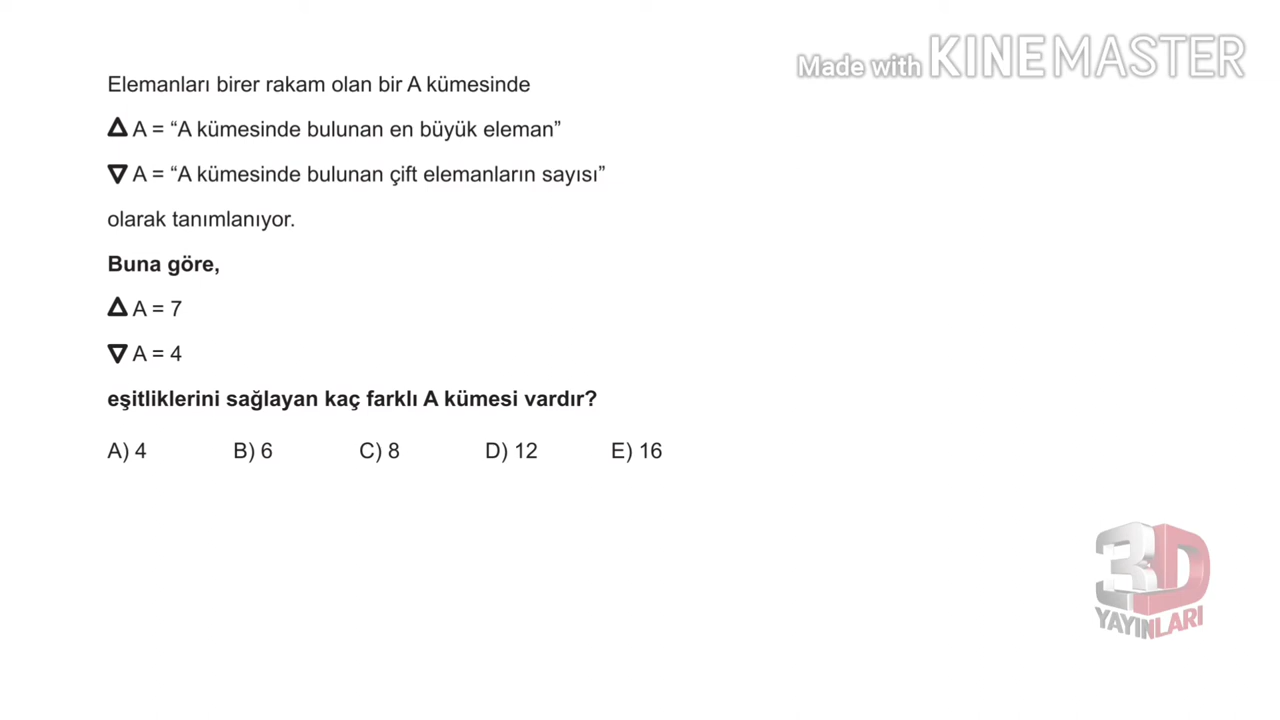 Made with KINEMASTER
Elemanları birer rakam olan bir A kümesinde
△ A = “A kümesinde bulunan en büyük eleman”
▽ A = “A kümesinde bulunan çift elemanların sayısı”
olarak tanımlanıyor.
Buna göre,
△ A = 7
▽ A = 4
eşitliklerini sağlayan kaç farklı A kümesi vardır?
A) 4 B) 6 C) 8 D) 12 E) 16
3D
YAYINLARI